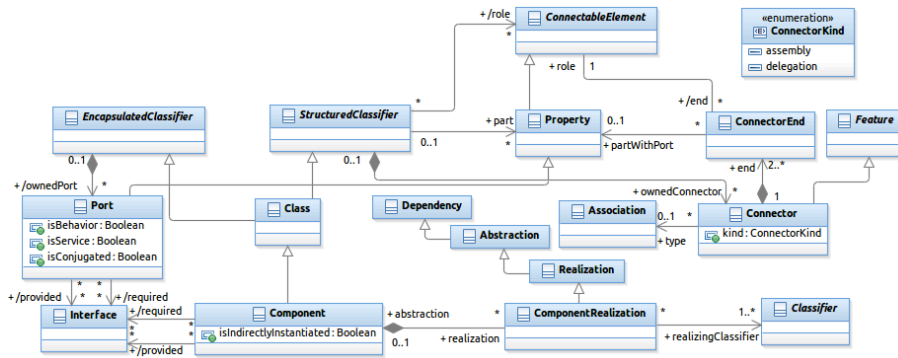 + /role
*
ConnectableElement
«enumeration»
ConnectorKind
assembly
delegation
+ role
1
*
+ /end
EncapsulatedClassifier
StructuredClassifier
+ part
0..1
*
Property
0..1
*
+ partWithPort
ConnectorEnd
Feature
0..1
+ /ownedPort
*
0..1
+ end
2..*
Port
isBehavior : Boolean
isService : Boolean
isConjugated : Boolean
Class
Dependency
Abstraction
Realization
+ ownedConnector
*
1
Association
0..1
*
+ type
Connector
kind : ConnectorKind
*
*
+ /provided
*
*
+ /required
Interface
+ /required
*
*
*
*
+ /provided
Component
isIndirectlyInstantiated : Boolean
+ abstraction
0..1
*
+ realization
ComponentRealization
*
1..*
+ realizingClassifier
Classifier